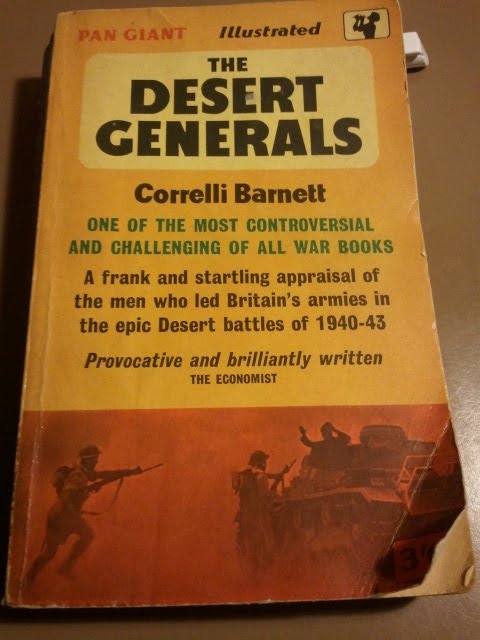 PAN GIANT Illustrated
THE
DESERT
GENERALS
Correlli Barnett
ONE OF THE MOST CONTROVERSIAL
AND CHALLENGING OF ALL WAR BOOKS
A frank and startling appraisal of
the men who led Britain's armies in
the epic Desert battles of 1940-43
Provocative and brilliantly written
THE ECONOMIST